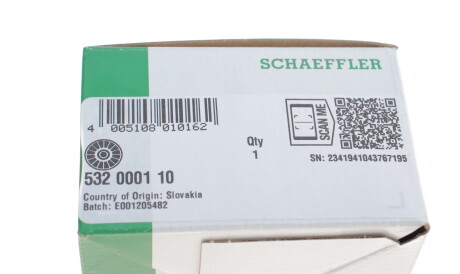 SCHAEFFLER
4 005108 010162
Qty
1
SCAN ME
SN: 2341941043767195
532 0001 10
Country of Origin: Slovakia
Batch: E001205482